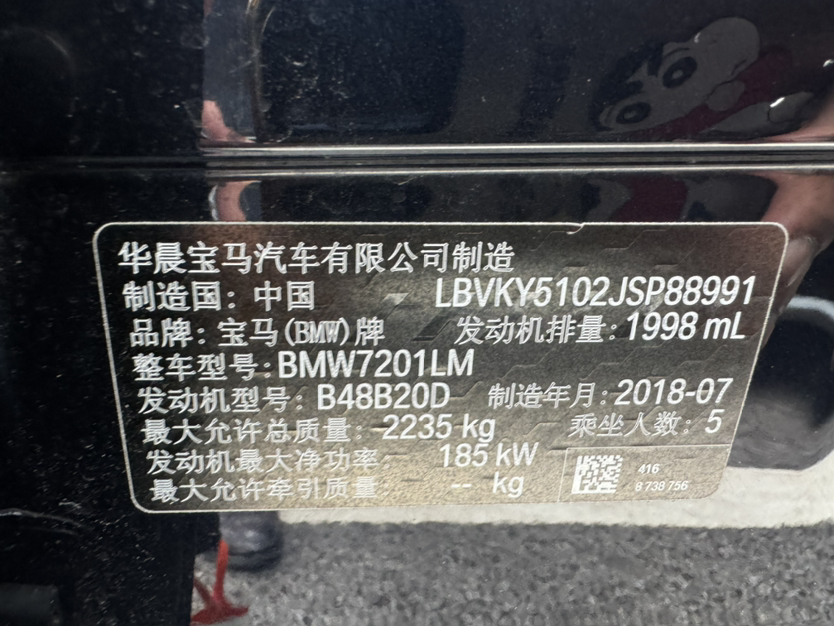 华晨宝马汽车有限公司制造
制造国: 中国 LBVKY5102JSP88991
品牌: 宝马(BMW)牌 发动机排量: 1998 mL
整车型号: BMW7201LM
发动机型号: B48B20D 制造年月: 2018-07
最大允许总质量: 2235 kg 乘坐人数: 5
发动机最大净功率: 185 kW
最大允许牵引质量: -- kg
416
8 738 756